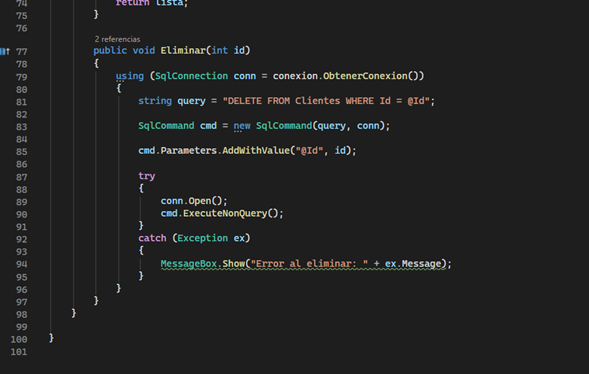 74 return lista;
75 }
76
2 referencias
77 public void Eliminar(int id)
78 {
79 using (SqlConnection conn = conexion.ObtenerConexion())
80 {
81 string query = "DELETE FROM Clientes WHERE Id = @Id";
82
83 SqlCommand cmd = new SqlCommand(query, conn);
84
85 cmd.Parameters.AddWithValue("@Id", id);
86
87 try
88 {
89 conn.Open();
90 cmd.ExecuteNonQuery();
91 }
92 catch (Exception ex)
93 {
94 MessageBox.Show("Error al eliminar: " + ex.Message);
95 }
96 }
97 }
98 }
99
100 }
101